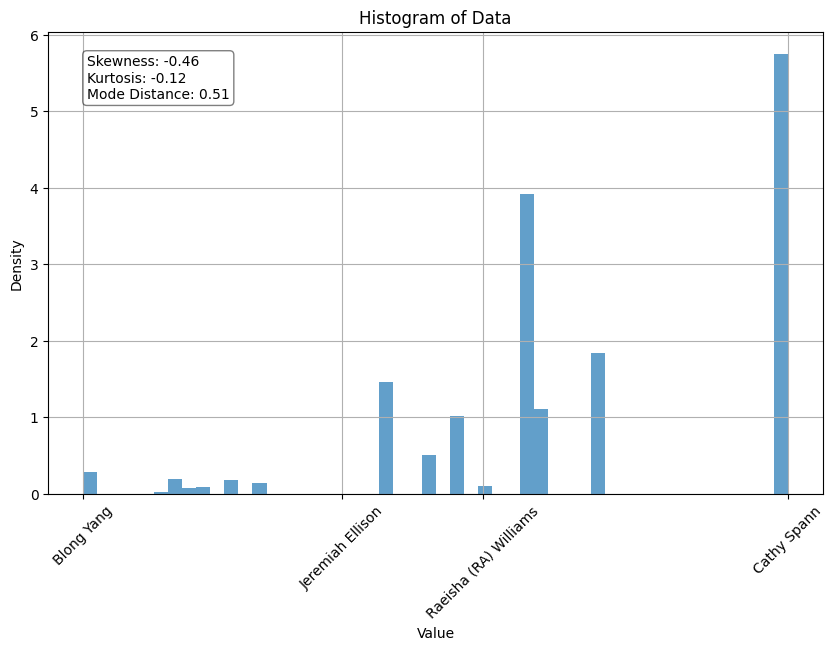 Histogram of Data
Skewness: -0.46
Kurtosis: -0.12
Mode Distance: 0.51
Density
6
5
4
3
2
1
0
Blong Yang
Jeremiah Ellison
Raeisha (RA) Williams
Cathy Spann
Value